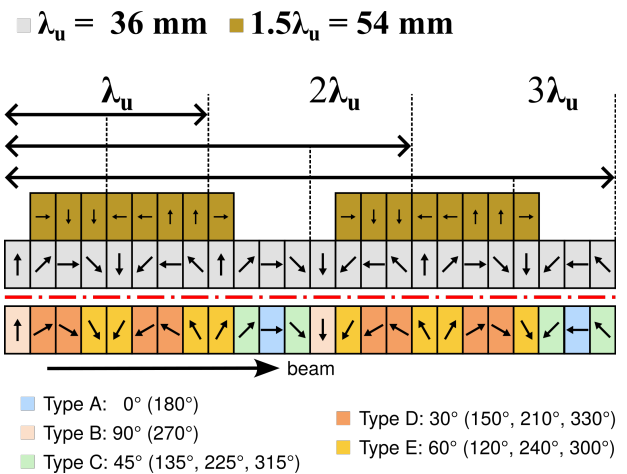 λu = 36 mm 1.5λu = 54 mm
λu 2λu 3λu
beam
Type A: 0° (180°)
Type B: 90° (270°)
Type C: 45° (135°, 225°, 315°)
Type D: 30° (150°, 210°, 330°)
Type E: 60° (120°, 240°, 300°)